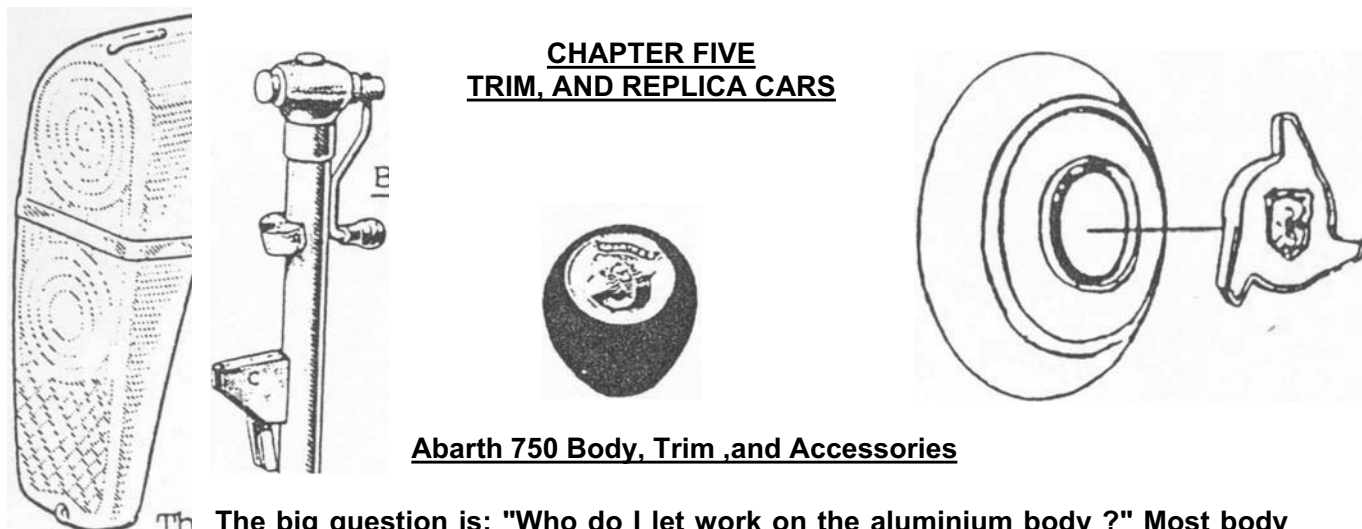 CHAPTER FIVE
TRIM, AND REPLICA CARS
B
C
Abarth 750 Body, Trim ,and Accessories
Th
The big question is: "Who do I let work on the aluminium body ?" Most body